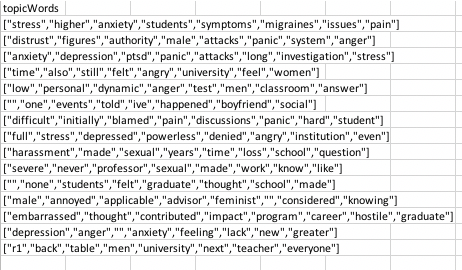 topicWords
["stress","higher","anxiety","students","symptoms","migraines","issues","pain"]
["distrust","figures","authority","male","attacks","panic","system","anger"]
["anxiety","depression","ptsd","panic","attacks","long","investigation","stress"]
["time","also","still","felt","angry","university","feel","women"]
["low","personal","dynamic","anger","test","men","classroom","answer"]
["","one","events","told","ive","happened","boyfriend","social"]
["difficult","initially","blamed","pain","discussions","panic","hard","student"]
["full","stress","depressed","powerless","denied","angry","institution","even"]
["harassment","made","sexual","years","time","loss","school","question"]
["severe","never","professor","sexual","made","work","know","like"]
["","none","students","felt","graduate","thought","school","made"]
["male","annoyed","applicable","advisor","feminist","","considered","knowing"]
["embarrassed","thought","contributed","impact","program","career","hostile","graduate"]
["depression","anger","","anxiety","feeling","lack","new","greater"]
["r1","back","table","men","university","next","teacher","everyone"]